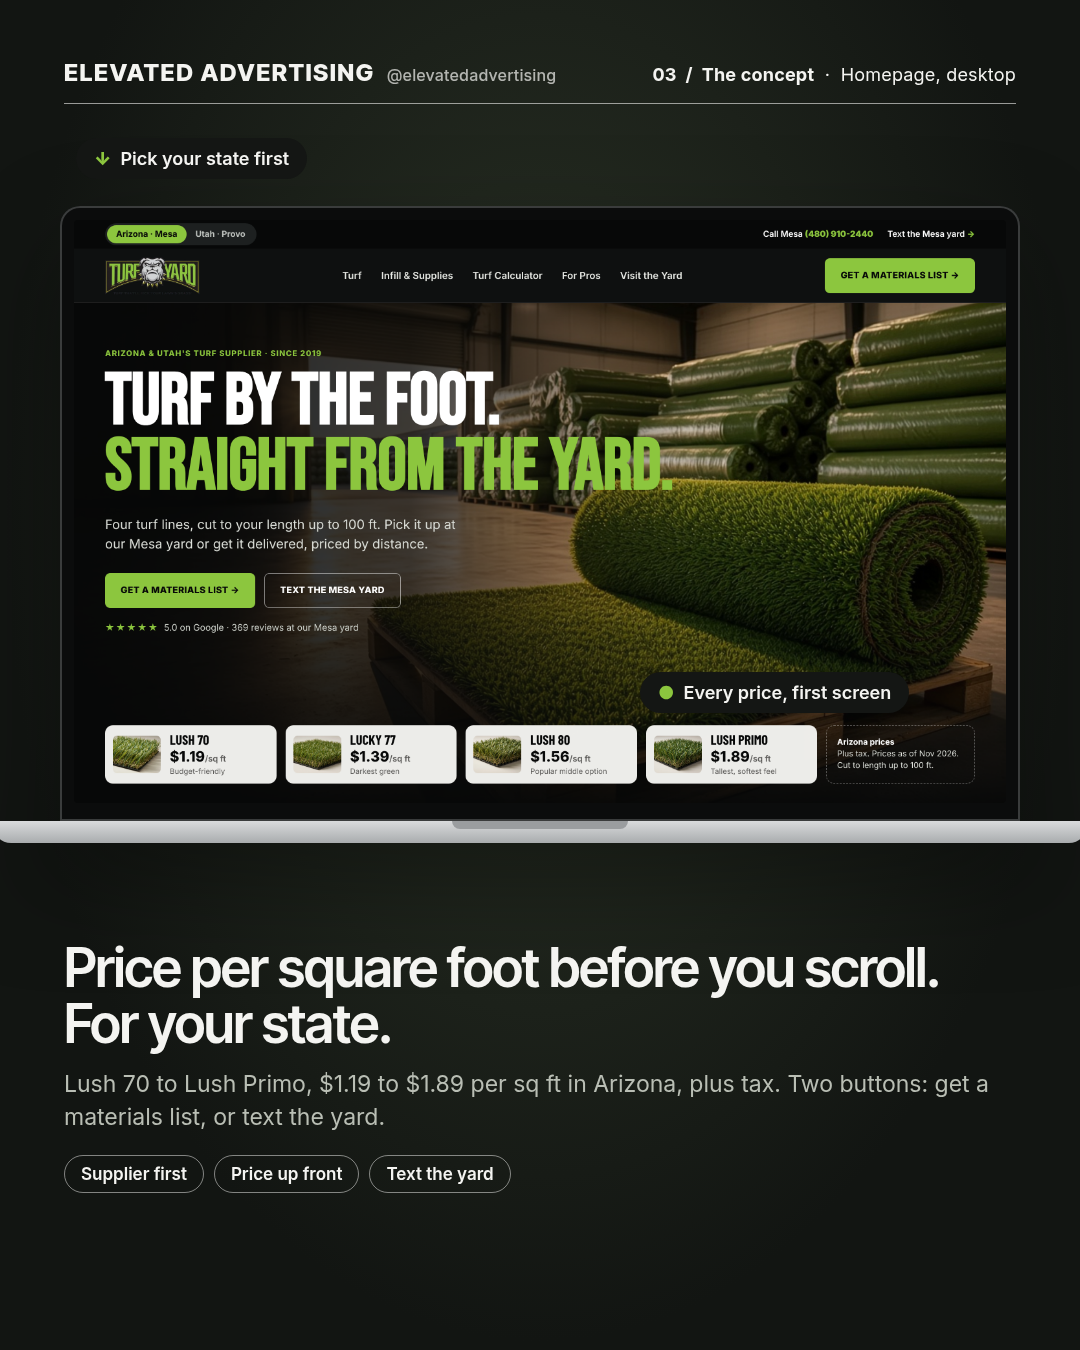 ELEVATED ADVERTISING @elevatedadvertising
03 / The concept · Homepage, desktop
↓ Pick your state first
Arizona · Mesa Utah · Provo
Call Mesa (480) 910-2440 Text the Mesa yard →
TURF YARD
Turf Infill & Supplies Turf Calculator For Pros Visit the Yard
GET A MATERIALS LIST →
ARIZONA & UTAH'S TURF SUPPLIER · SINCE 2019
TURF BY THE FOOT.
STRAIGHT FROM THE YARD.
Four turf lines, cut to your length up to 100 ft. Pick it up at
our Mesa yard or get it delivered, priced by distance.
GET A MATERIALS LIST → TEXT THE MESA YARD
★★★★★ 5.0 on Google · 369 reviews at our Mesa yard
Every price, first screen
LUSH 70
$1.19/sq ft
Budget-friendly
LUCKY 77
$1.39/sq ft
Darkest green
LUSH 80
$1.56/sq ft
Popular middle option
LUSH PRIMO
$1.89/sq ft
Tallest, softest feel
Arizona prices
Plus tax. Prices as of Nov 2026.
Cut to length up to 100 ft.
Price per square foot before you scroll.
For your state.
Lush 70 to Lush Primo, $1.19 to $1.89 per sq ft in Arizona, plus tax. Two buttons: get a
materials list, or text the yard.
Supplier first Price up front Text the yard